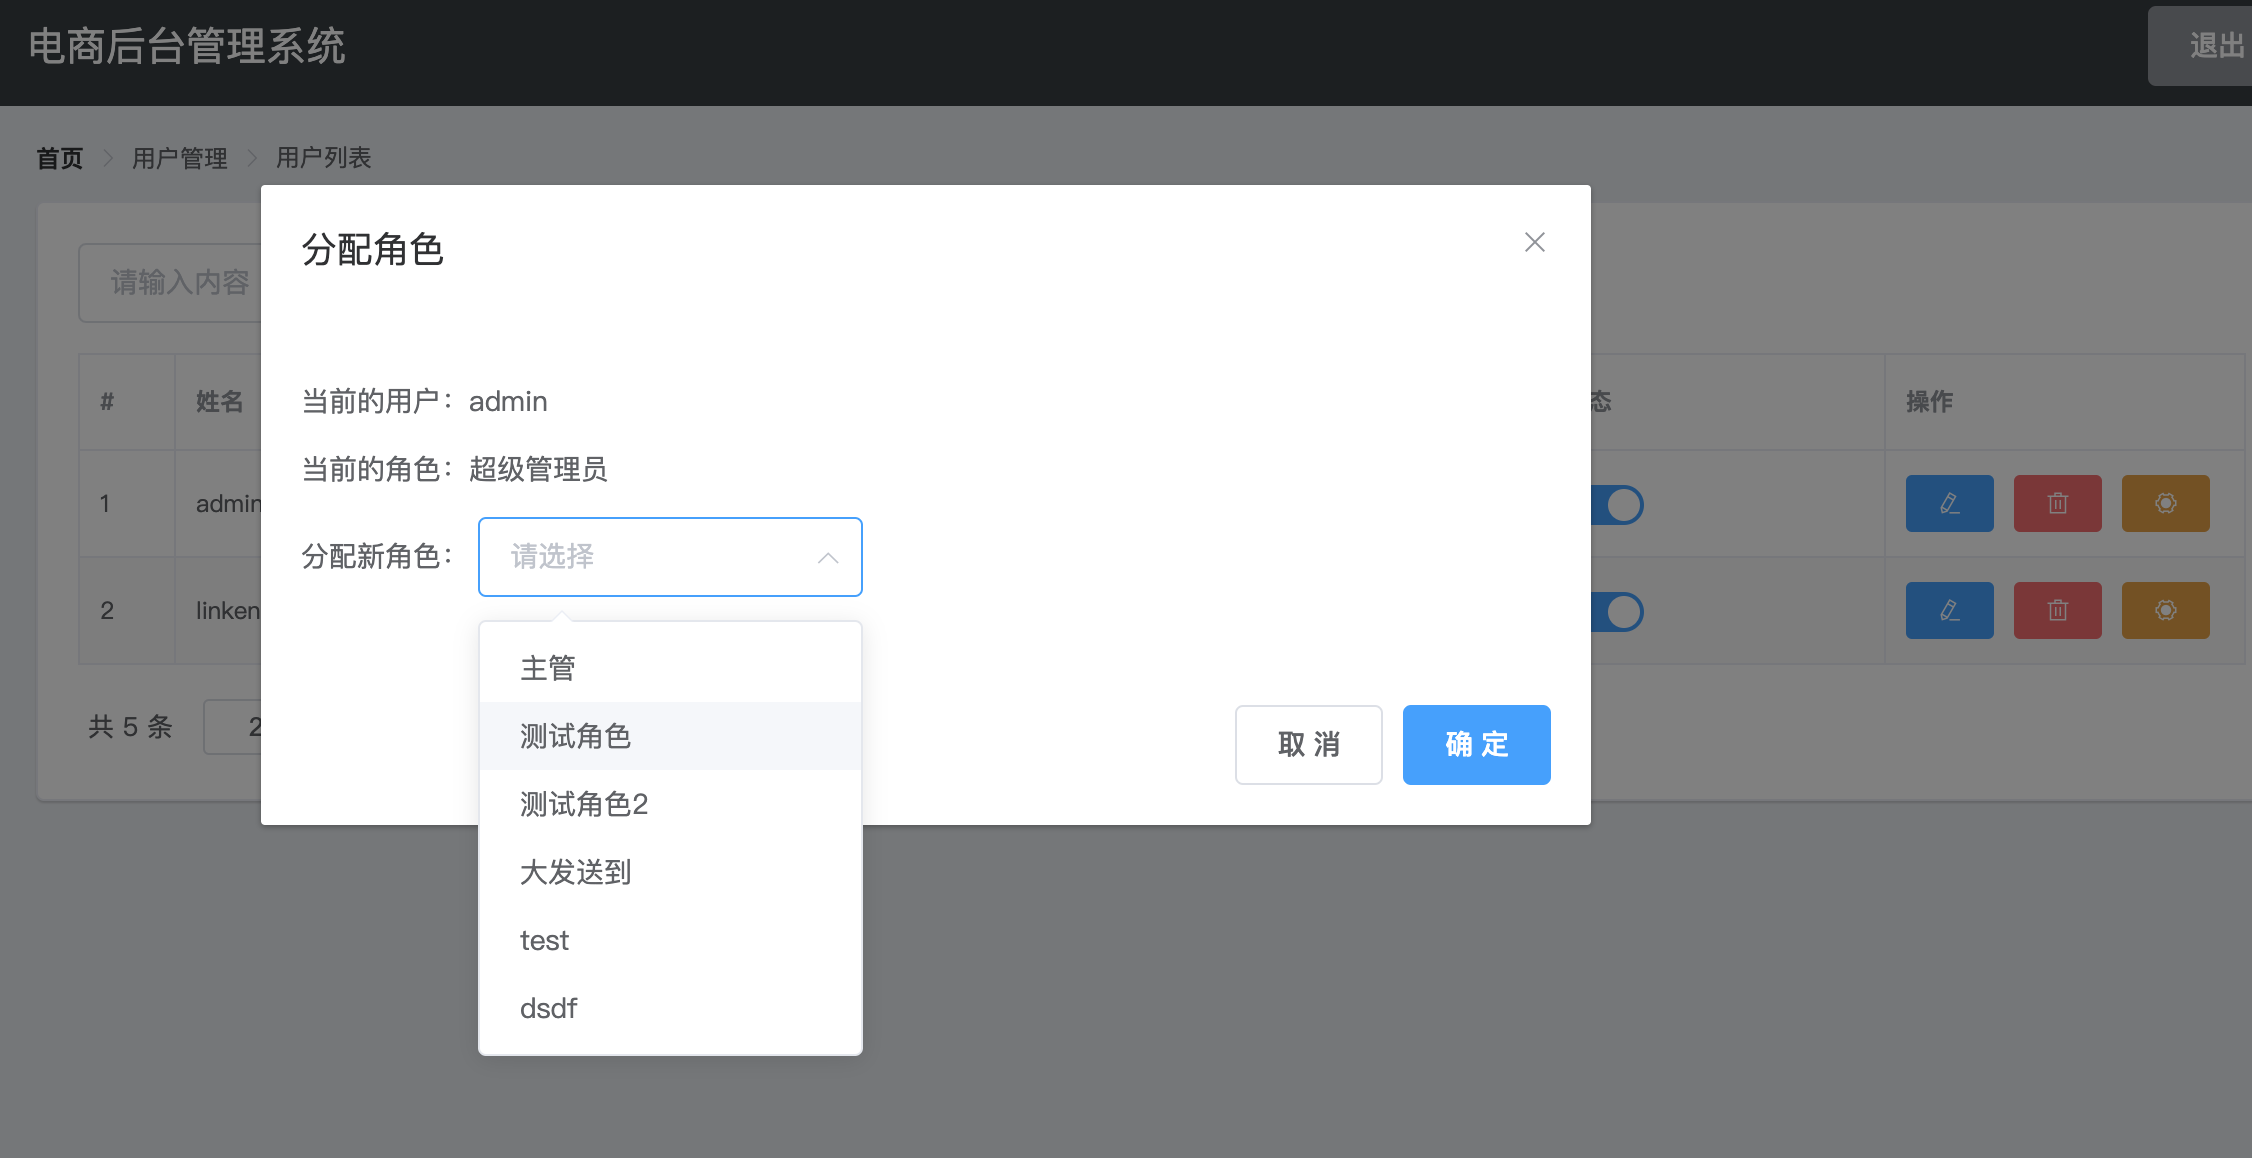 电商后台管理系统
退出
首页 > 用户管理 > 用户列表
分配角色
请输入内容
# 姓名 态 操作
当前的用户：admin
当前的角色：超级管理员
1 admin
分配新角色： 请选择
2 linken
主管
测试角色
测试角色2
大发送到
test
dsdf
共 5 条 2
取 消 确 定